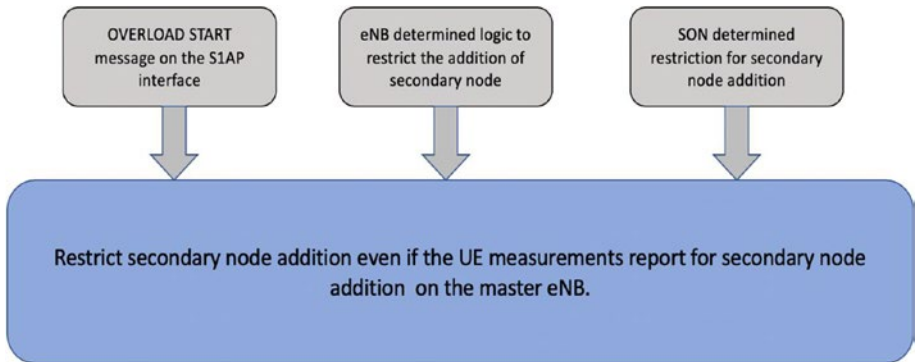 OVERLOAD START
message on the S1AP
interface
eNB determined logic to
restrict the addition of
secondary node
SON determined
restriction for secondary
node addition
Restrict secondary node addition even if the UE measurements report for secondary node
addition on the master eNB.